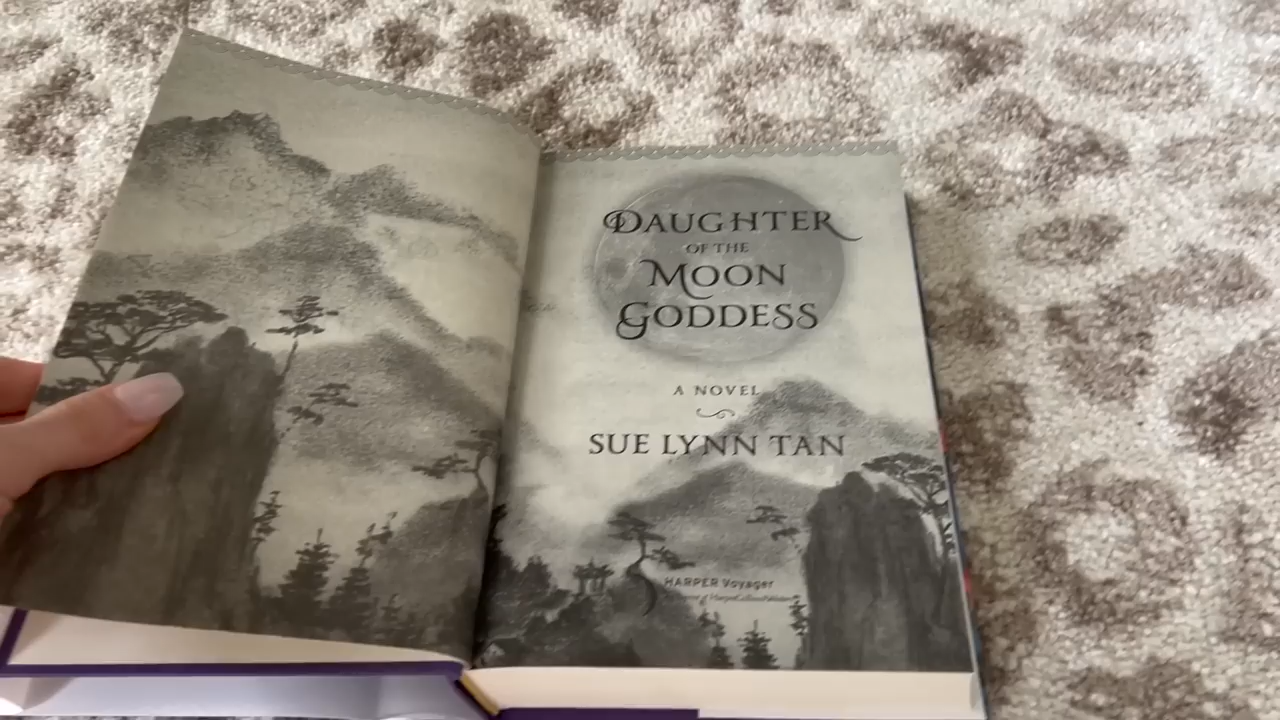 DAUGHTER
OF THE
MOON
GODDESS
A NOVEL
SUE LYNN TAN
HARPER Voyager